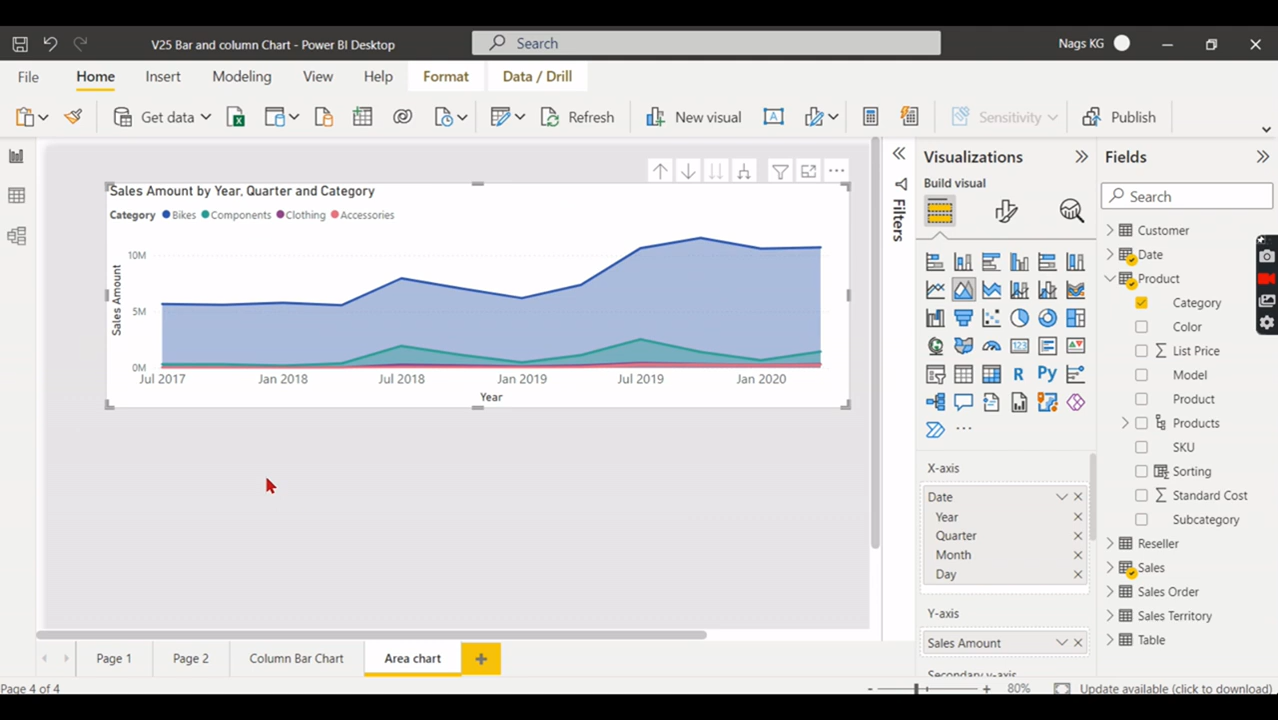 V25 Bar and column Chart - Power BI Desktop
Search
Nags KG
File Home Insert Modeling View Help Format Data / Drill
Get data Refresh New visual Sensitivity Publish
Sales Amount by Year, Quarter and Category
Category Bikes Components Clothing Accessories
Sales Amount
10M
5M
0M
Jul 2017 Jan 2018 Jul 2018 Jan 2019 Jul 2019 Jan 2020
Year
Filters
Visualizations
Build visual
R Py
...
X-axis
Date
Year
Quarter
Month
Day
Y-axis
Sales Amount
Secondary y-axis
Fields
Search
Customer
Date
Product
Category
Color
List Price
Model
Product
Products
SKU
Sorting
Standard Cost
Subcategory
Reseller
Sales
Sales Order
Sales Territory
Table
Page 1 Page 2 Column Bar Chart Area chart +
Page 4 of 4
- + 80% Update available (click to download)